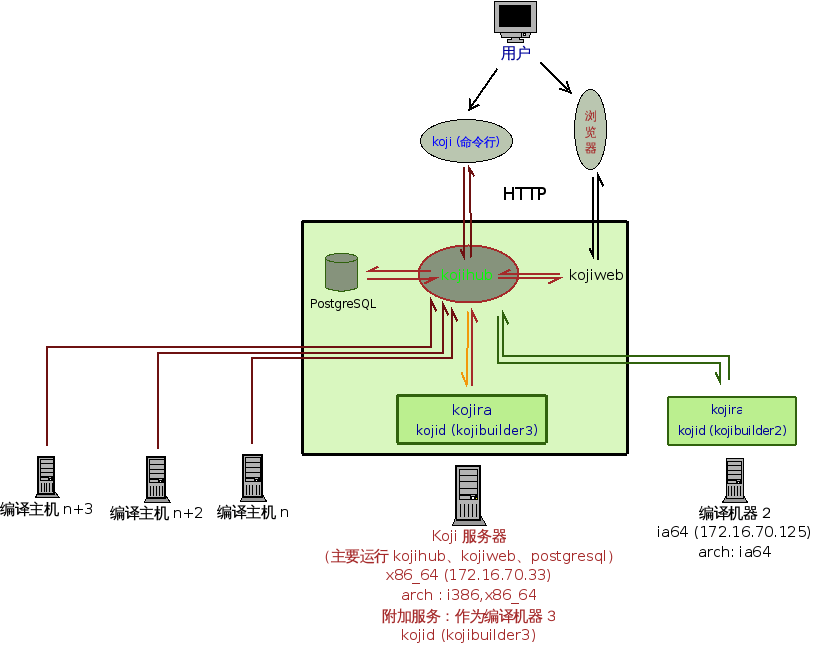 用户
浏
览
器
koji (命令行)
HTTP
kojihub
kojiweb
PostgreSQL
kojira
kojid (kojibuilder3)
kojira
kojid (kojibuilder2)
编译主机 n+3
编译主机 n+2
编译主机 n
编译机器 2
ia64 (172.16.70.125)
arch: ia64
Koji 服务器
（主要运行 kojihub、kojiweb、postgresql）
x86_64 (172.16.70.33)
arch : i386,x86_64
附加服务：作为编译机器 3
kojid (kojibuilder3)